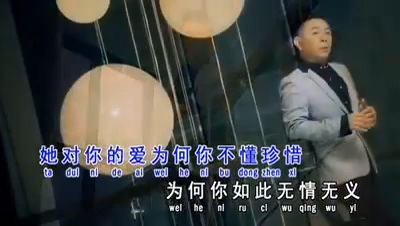 她对你的爱为何你不懂珍惜
ta dui ni de ai wei he ni bu dong zhen xi
为何你如此无情无义
wei he ni ru ci wu qing wu yi